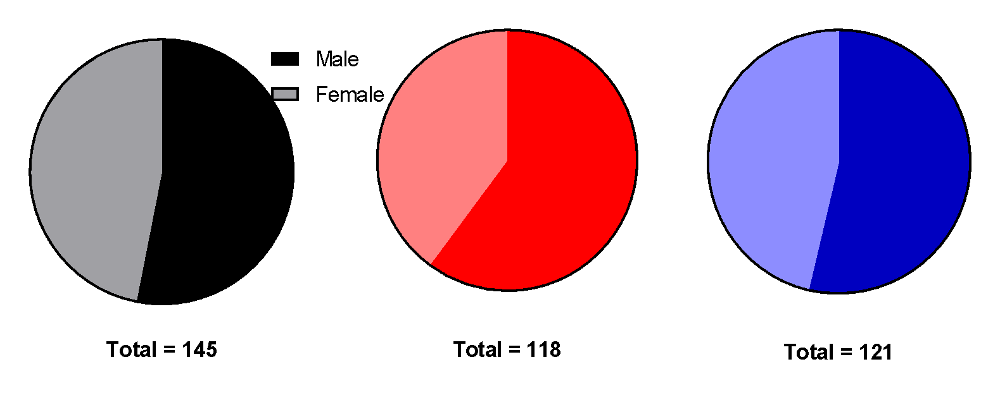 Male
Female
Total = 145
Total = 118
Total = 121